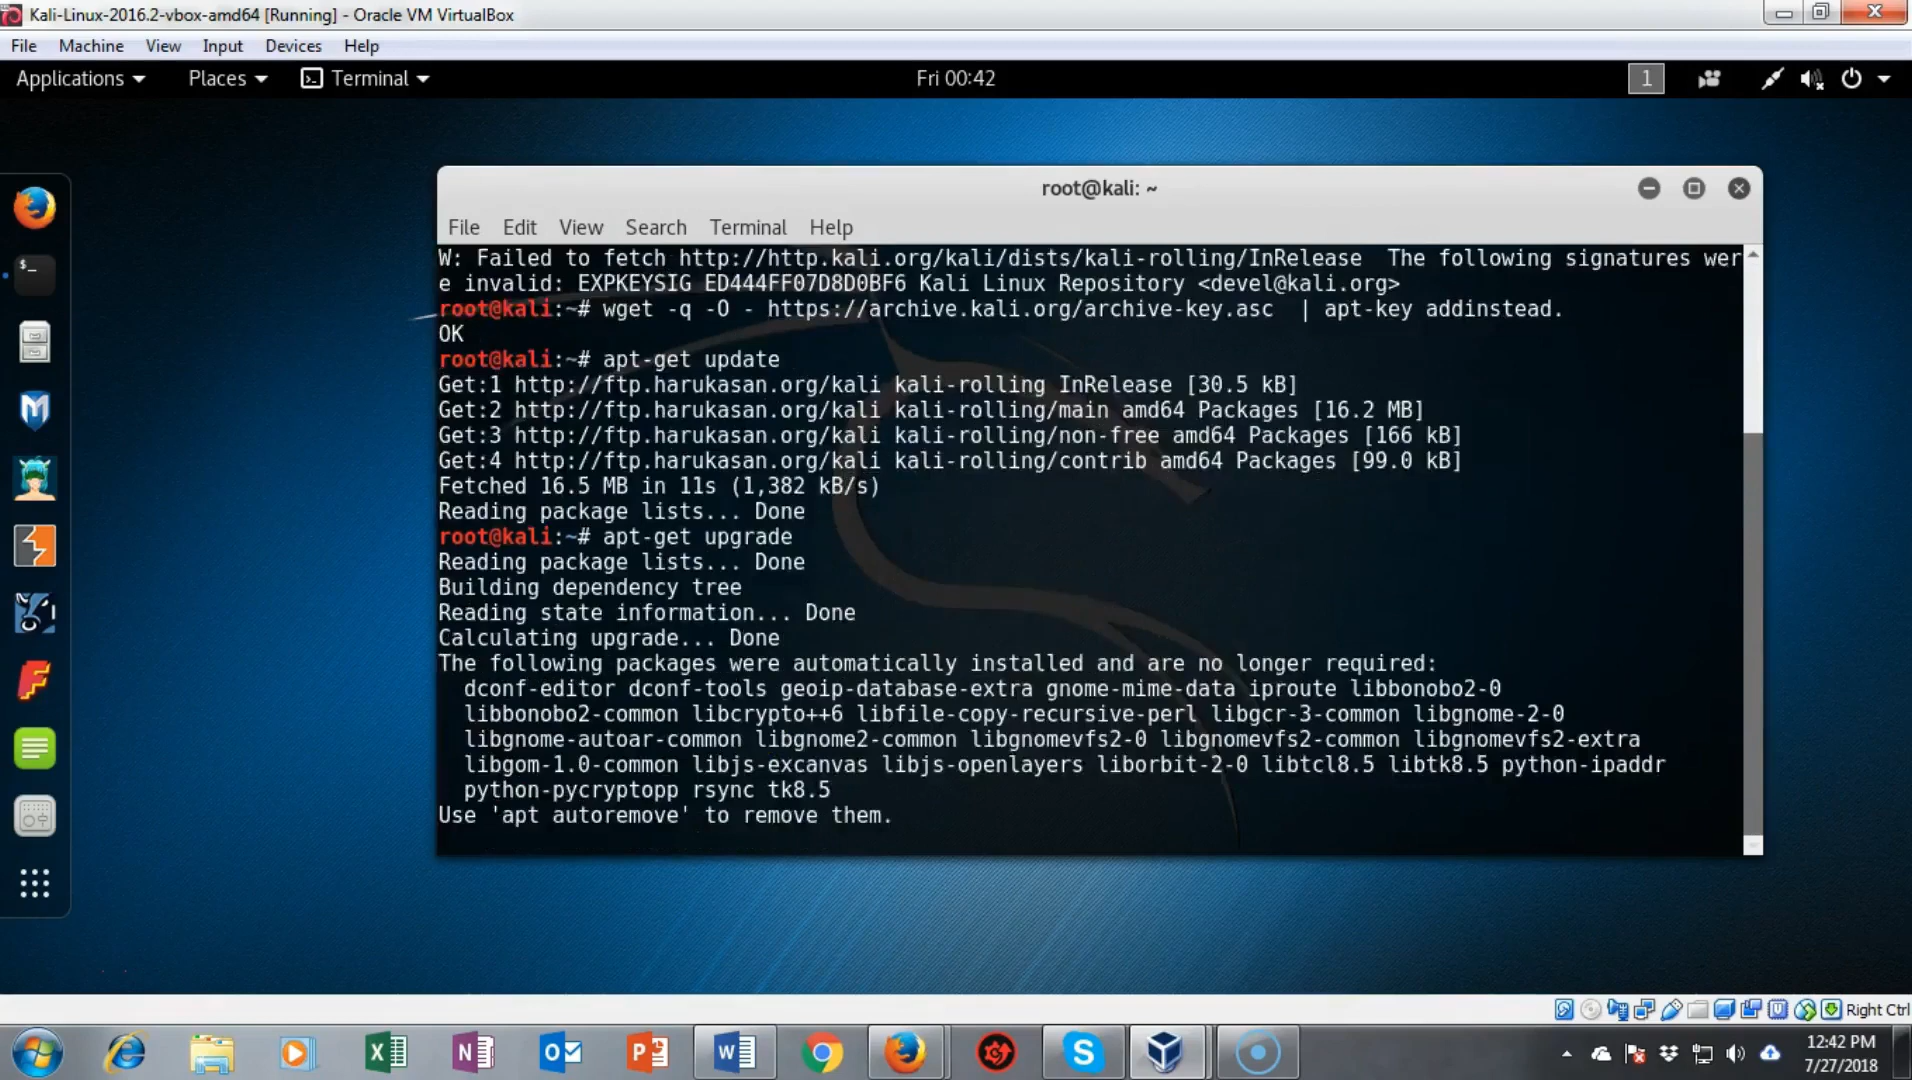 Kali-Linux-2016.2-vbox-amd64 [Running] - Oracle VM VirtualBox
File Machine View Input Devices Help
Applications Places Terminal Fri 00:42 1
root@kali: ~
File Edit View Search Terminal Help
W: Failed to fetch http://http.kali.org/kali/dists/kali-rolling/InRelease  The following signatures wer
e invalid: EXPKEYSIG ED444FF07D8D0BF6 Kali Linux Repository <devel@kali.org>
root@kali:~# wget -q -O - https://archive.kali.org/archive-key.asc  | apt-key addinstead.
OK
root@kali:~# apt-get update
Get:1 http://ftp.harukasan.org/kali kali-rolling InRelease [30.5 kB]
Get:2 http://ftp.harukasan.org/kali kali-rolling/main amd64 Packages [16.2 MB]
Get:3 http://ftp.harukasan.org/kali kali-rolling/non-free amd64 Packages [166 kB]
Get:4 http://ftp.harukasan.org/kali kali-rolling/contrib amd64 Packages [99.0 kB]
Fetched 16.5 MB in 11s (1,382 kB/s)
Reading package lists... Done
root@kali:~# apt-get upgrade
Reading package lists... Done
Building dependency tree
Reading state information... Done
Calculating upgrade... Done
The following packages were automatically installed and are no longer required:
  dconf-editor dconf-tools geoip-database-extra gnome-mime-data iproute libbonobo2-0
  libbonobo2-common libcrypto++6 libfile-copy-recursive-perl libgcr-3-common libgnome-2-0
  libgnome-autoar-common libgnome2-common libgnomevfs2-0 libgnomevfs2-common libgnomevfs2-extra
  libgom-1.0-common libjs-excanvas libjs-openlayers liborbit-2-0 libtcl8.5 libtk8.5 python-ipaddr
  python-pycryptopp rsync tk8.5
Use 'apt autoremove' to remove them.
Right Ctrl
12:42 PM
7/27/2018